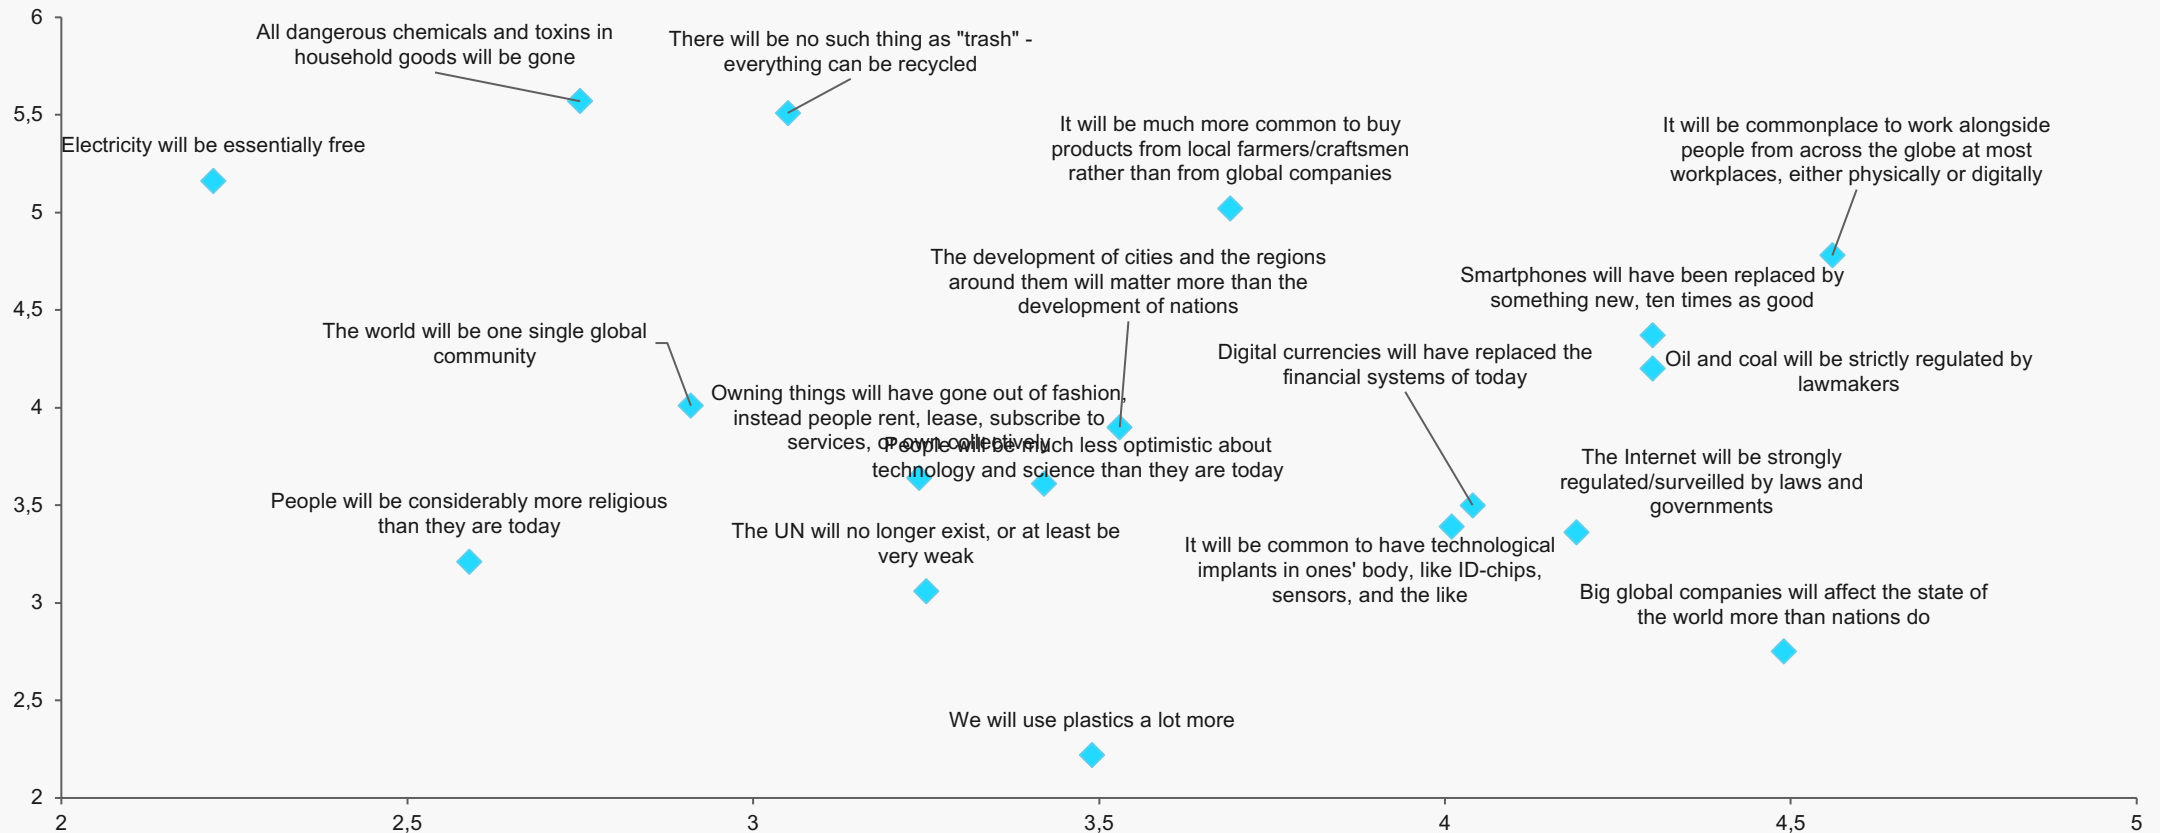 6
All dangerous chemicals and toxins in
household goods will be gone
There will be no such thing as "trash" -
everything can be recycled
5,5
Electricity will be essentially free
It will be much more common to buy
products from local farmers/craftsmen
rather than from global companies
It will be commonplace to work alongside
people from across the globe at most
workplaces, either physically or digitally
5
The development of cities and the regions
around them will matter more than the
development of nations
Smartphones will have been replaced by
something new, ten times as good
4,5
The world will be one single global
community
Digital currencies will have replaced the
financial systems of today
Oil and coal will be strictly regulated by
lawmakers
4
Owning things will have gone out of fashion,
instead people rent, lease, subscribe to
services, or own collectively
People will be much less optimistic about
technology and science than they are today
The Internet will be strongly
regulated/surveilled by laws and
governments
3,5
People will be considerably more religious
than they are today
The UN will no longer exist, or at least be
very weak
It will be common to have technological
implants in ones' body, like ID-chips,
sensors, and the like
3
Big global companies will affect the state of
the world more than nations do
2,5
We will use plastics a lot more
2
2 2,5 3 3,5 4 4,5 5